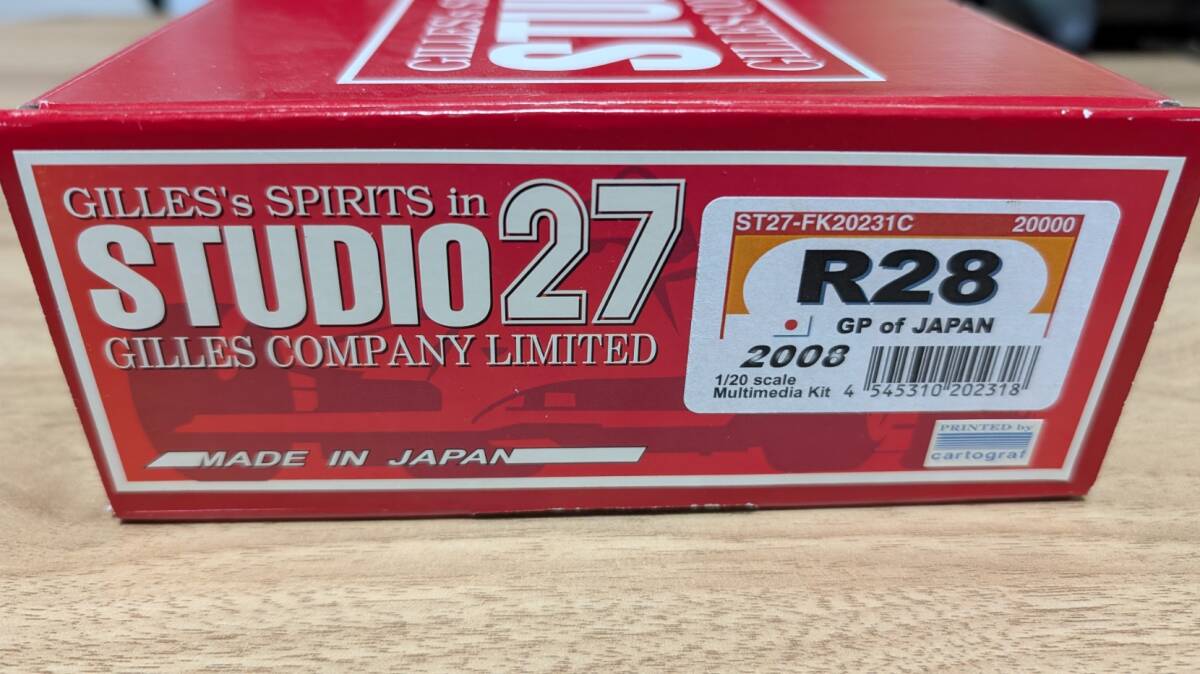 GILLES's SPIRITS in
STUDIO27
GILLES COMPANY LIMITED
MADE IN JAPAN
ST27-FK20231C 20000
R28
GP of JAPAN
2008
1/20 scale
Multimedia Kit 4 545310 202318
PRINTED by
cartograf